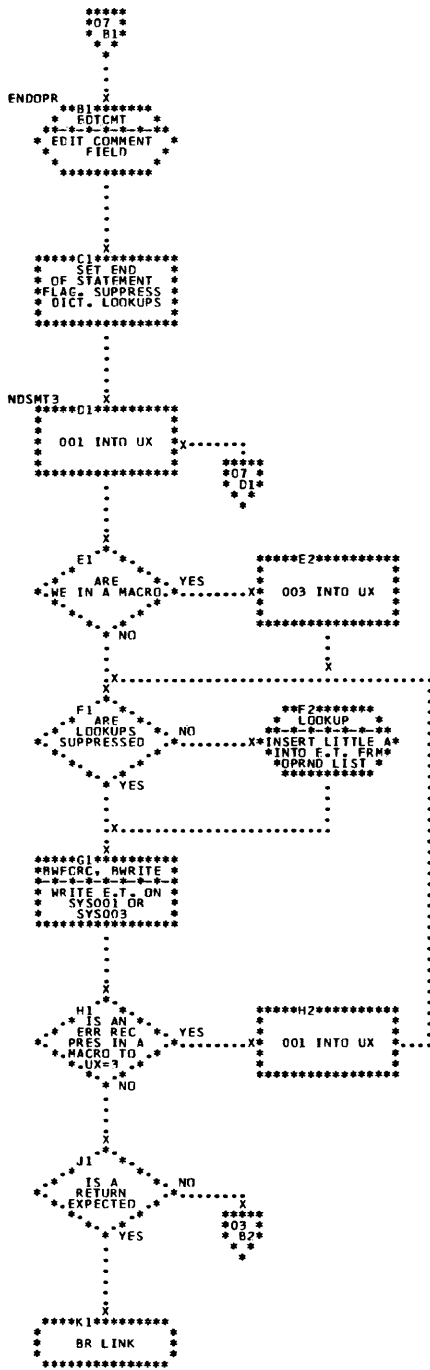 07
B1
ENDOPR
B1
EDTCMT
EDIT COMMENT
FIELD
C1
SET END
OF STATEMENT
FLAG. SUPPRESS
DICT. LOOKUPS
NDSMT3
D1
001 INTO UX
07
D1
E1
ARE
WE IN A MACRO
YES
NO
E2
003 INTO UX
F1
ARE
LOOKUPS
SUPPRESSED
NO
YES
F2
LOOKUP
INSERT LITTLE A
INTO E.T. FRM
OPRND LIST
G1
BWFCRC, BWRITE
WRITE E.T. ON
SYS001 OR
SYS003
H1
IS AN
ERR REC
PRES IN A
MACRO TO
UX=3
YES
NO
H2
001 INTO UX
J1
IS A
RETURN
EXPECTED
NO
YES
03
B2
K1
BR LINK